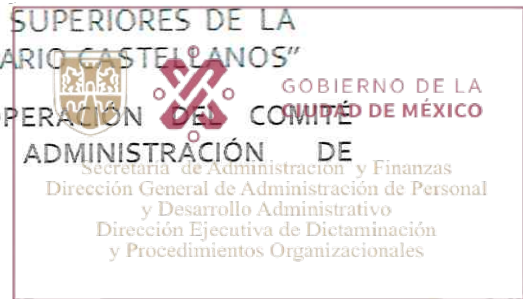 SUPERIORES DE LA
ARIO CASTELLANOS”
GOBIERNO DE LA
CIUDAD DE MÉXICO
OPERACIÓN DEL COMITÉ
ADMINISTRACIÓN DE
Secretaría de Administración y Finanzas
Dirección General de Administración de Personal
y Desarrollo Administrativo
Dirección Ejecutiva de Dictaminación
y Procedimientos Organizacionales